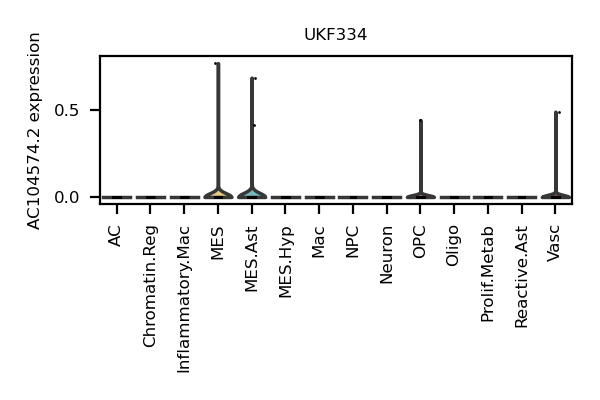 UKF334
AC104574.2 expression
0.5
0.0
AC
Chromatin.Reg
Inflammatory.Mac
MES
MES.Ast
MES.Hyp
Mac
NPC
Neuron
OPC
Oligo
Prolif.Metab
Reactive.Ast
Vasc